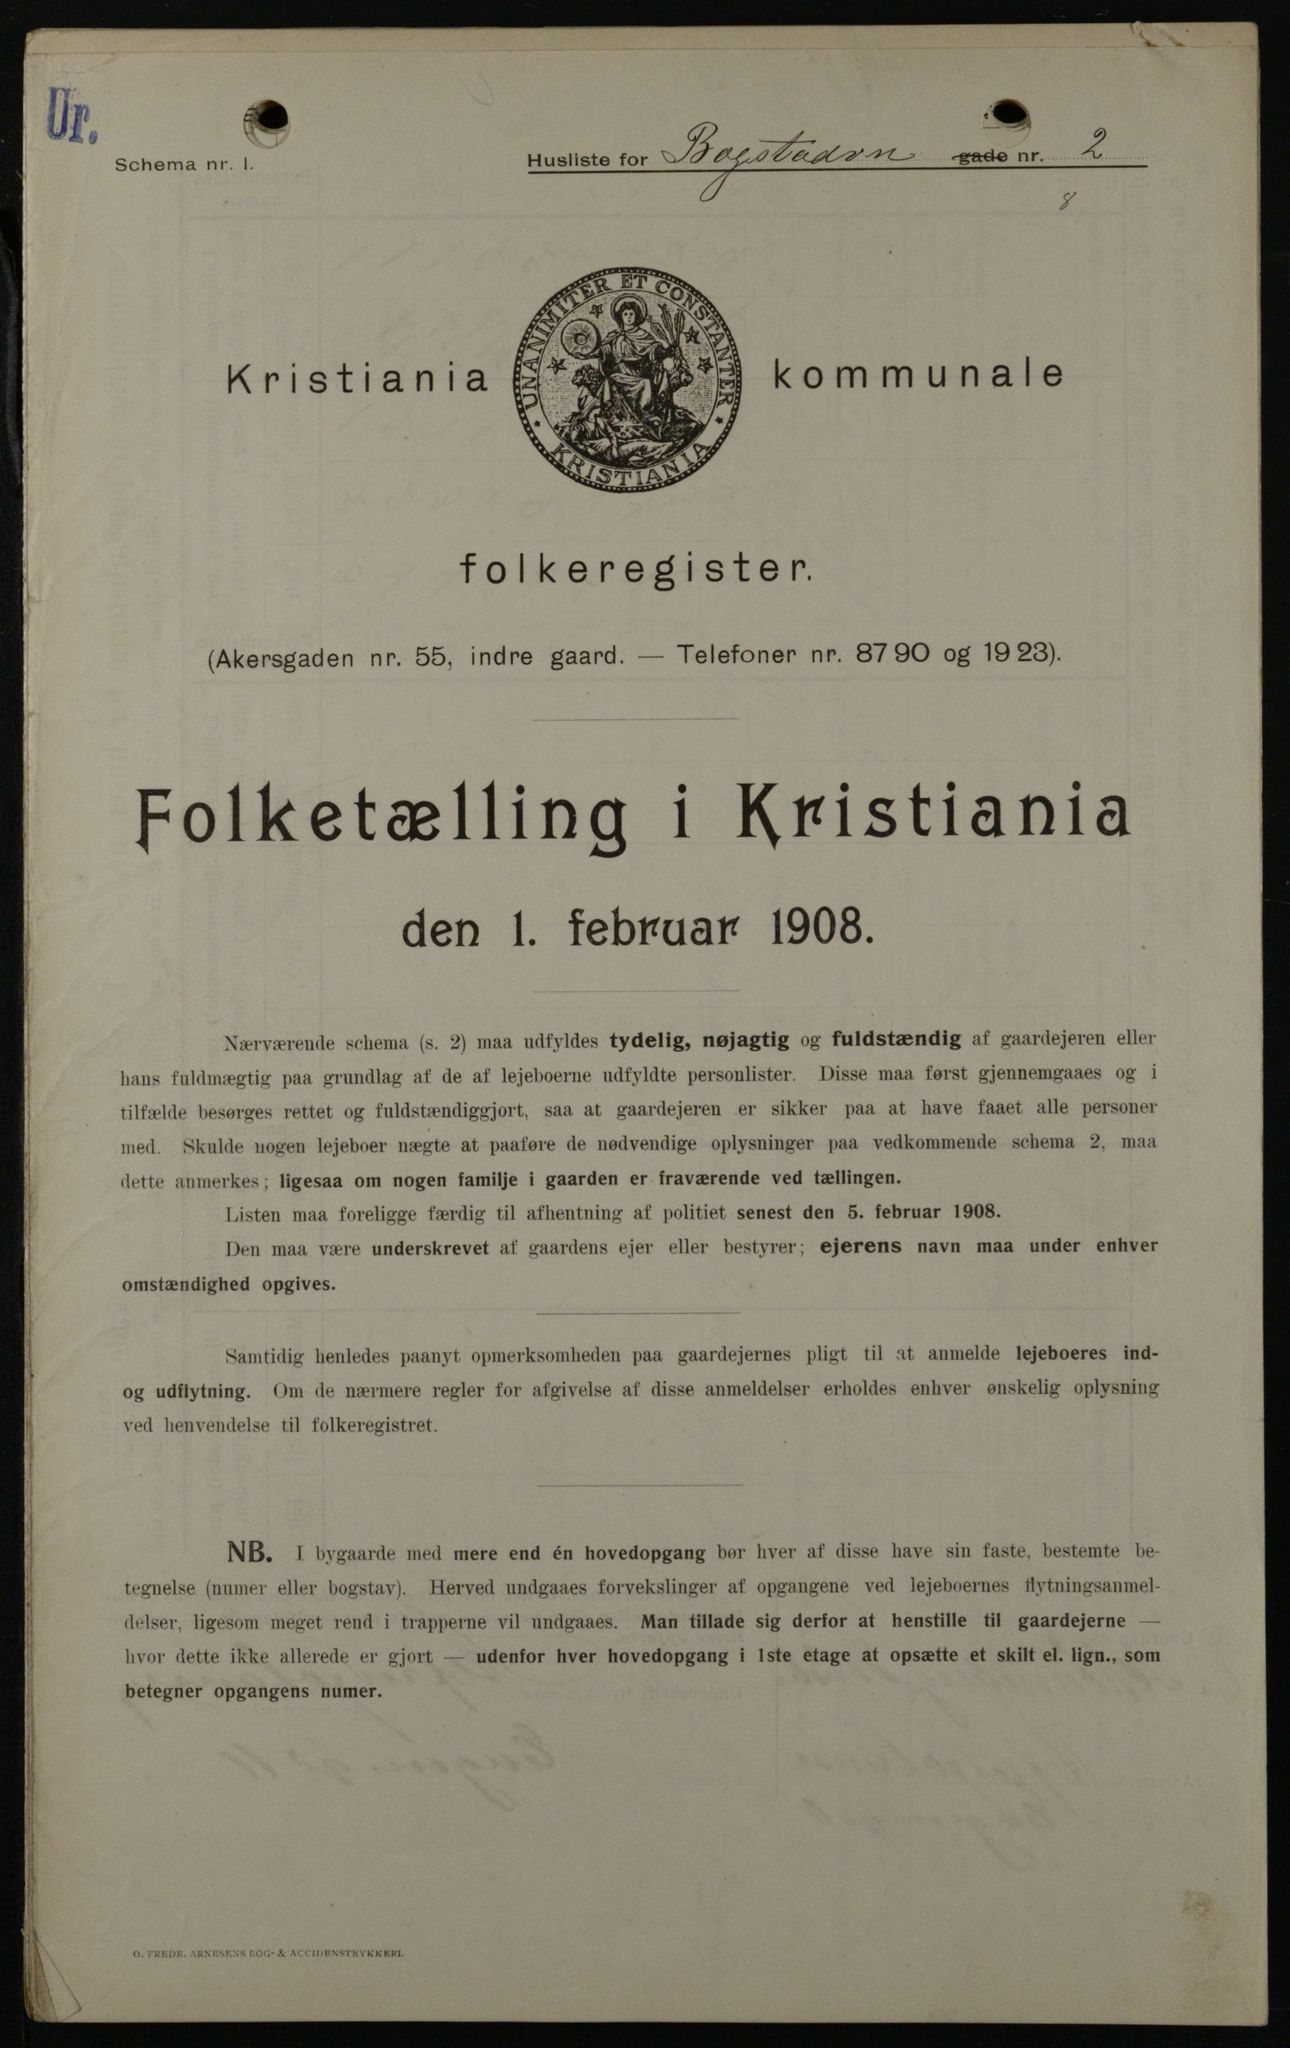 Ur.
Schema nr. 1.
Husliste for Bogstadvn gade nr. 2
8
UNANIMITER ET CONSTANTER
KRISTIANIA
Kristiania kommunale
folkeregister.
(Akersgaden nr. 55, indre gaard. — Telefoner nr. 8790 og 1923).
Folketælling i Kristiania
den 1. februar 1908.
Nærværende schema (s. 2) maa udfyldes tydelig, nøjagtig og fuldstændig af gaardejeren eller
hans fuldmægtig paa grundlag af de af lejeboerne udfyldte personlister. Disse maa først gjennemgaaes og i
tilfælde besørges rettet og fuldstændiggjort, saa at gaardejeren er sikker paa at have faaet alle personer
med. Skulde nogen lejeboer nægte at paaføre de nødvendige oplysninger paa vedkommende schema 2, maa
dette anmerkes; ligesaa om nogen familje i gaarden er fraværende ved tællingen.
Listen maa foreligge færdig til afhentning af politiet senest den 5. februar 1908.
Den maa være underskrevet af gaardens ejer eller bestyrer; ejerens navn maa under enhver
omstændighed opgives.
Samtidig henledes paanyt opmerksomheden paa gaardejernes pligt til at anmelde lejeboeres ind-
og udflytning. Om de nærmere regler for afgivelse af disse anmeldelser erholdes enhver ønskelig oplysning
ved henvendelse til folkeregistret.
NB. I bygaarde med mere end én hovedopgang bør hver af disse have sin faste, bestemte be-
tegnelse (numer eller bogstav). Herved undgaaes forvekslinger af opgangene ved lejeboernes flytningsanmel-
delser, ligesom meget rend i trapperne vil undgaaes. Man tillade sig derfor at henstille til gaardejerne —
hvor dette ikke allerede er gjort — udenfor hver hovedopgang i 1ste etage at opsætte et skilt el. lign., som
betegner opgangens numer.
O. FREDR. ARNESENS BOG- & ACCIDENSTRYKKERI.